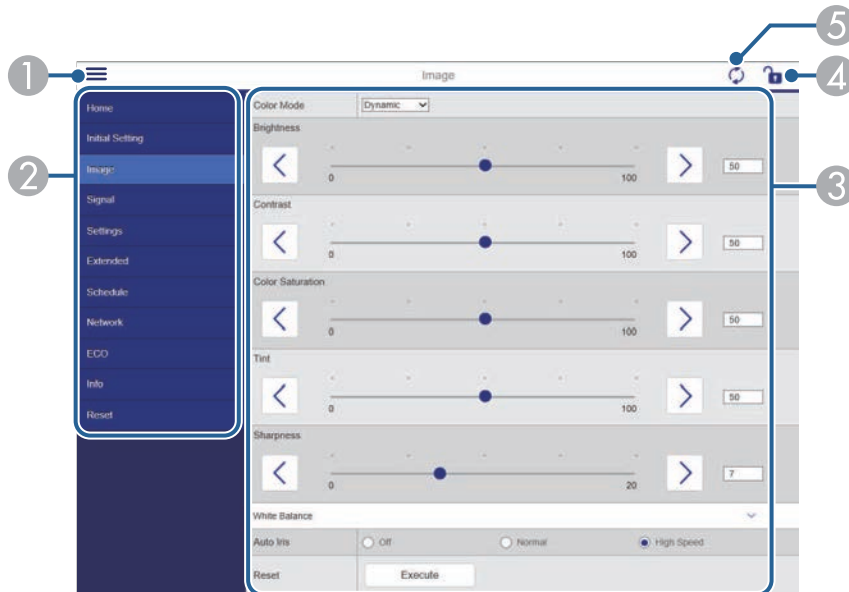 5
1
Image
4
Home
Initial Setting
Image
Signal
Settings
Extended
Schedule
Network
ECO
Info
Reset
2
Color Mode
Dynamic
Brightness
0
100
50
3
Contrast
0
100
50
Color Saturation
0
100
50
Tint
0
100
50
Sharpness
0
20
7
White Balance
Auto Iris
Off
Normal
High Speed
Reset
Execute